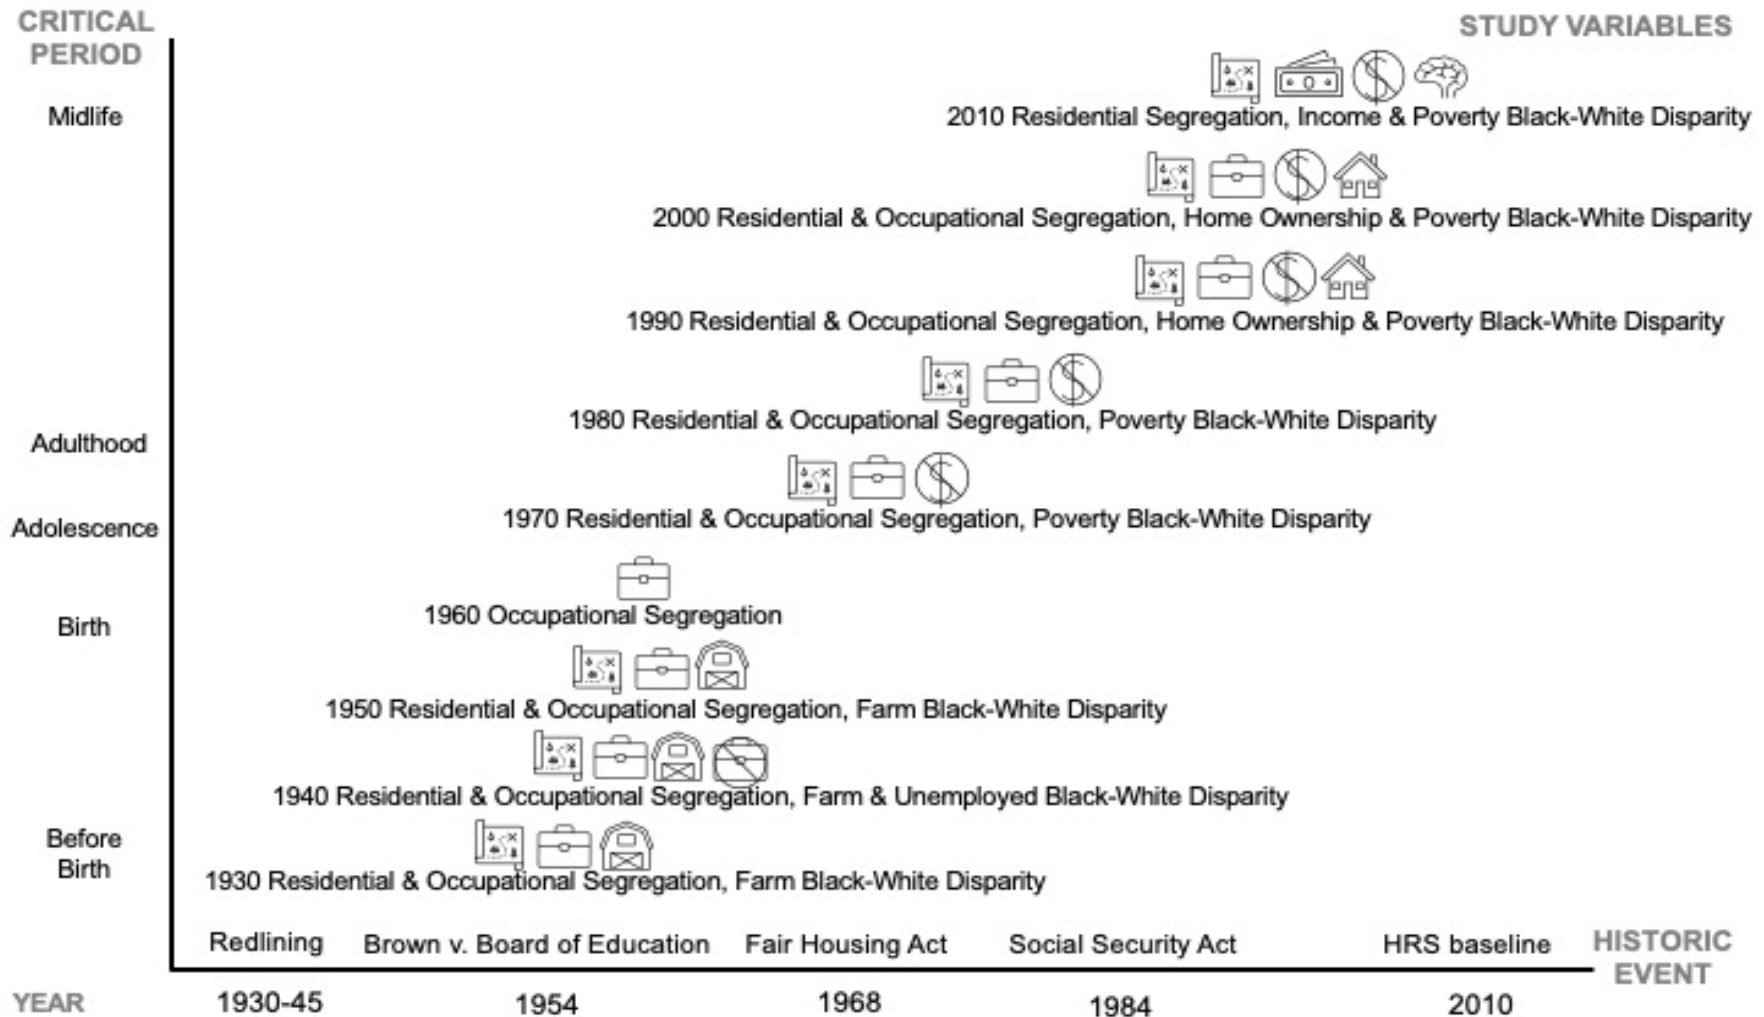 CRITICAL
PERIOD
STUDY VARIABLES
Midlife
2010 Residential Segregation, Income & Poverty Black-White Disparity
2000 Residential & Occupational Segregation, Home Ownership & Poverty Black-White Disparity
1990 Residential & Occupational Segregation, Home Ownership & Poverty Black-White Disparity
1980 Residential & Occupational Segregation, Poverty Black-White Disparity
Adulthood
1970 Residential & Occupational Segregation, Poverty Black-White Disparity
Adolescence
1960 Occupational Segregation
Birth
1950 Residential & Occupational Segregation, Farm Black-White Disparity
1940 Residential & Occupational Segregation, Farm & Unemployed Black-White Disparity
Before
Birth
1930 Residential & Occupational Segregation, Farm Black-White Disparity
Redlining Brown v. Board of Education Fair Housing Act Social Security Act HRS baseline
HISTORIC
EVENT
YEAR 1930-45 1954 1968 1984 2010